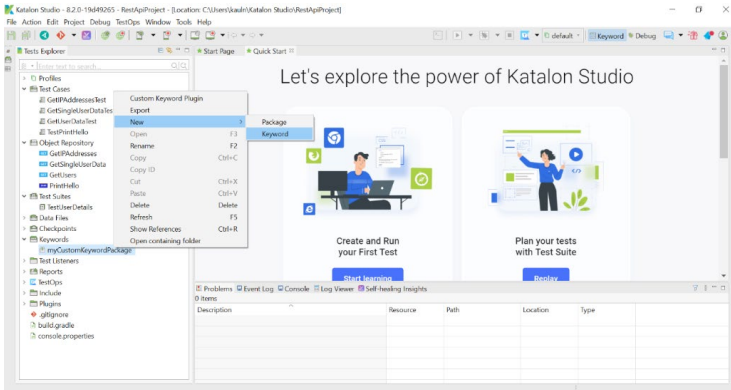 Katalon Studio - 8.2.0-19d49265 - RestApiProject - [Location: C:\Users\kauln\Katalon Studio\RestApiProject]
File Action Edit Project Debug TestOps Window Tools Help
default
Keyword
Debug
Tests Explorer
Enter text to search...
Start Page
Quick Start
Profiles
Test Cases
GetIPAddressesTest
GetSingleUserDataTes
GetUserDataTest
TestPrintHello
Object Repository
GetIPAddresses
GetSingleUserData
GetUsers
PrintHello
Test Suites
TestUserDetails
Data Files
Checkpoints
Keywords
myCustomKeywordPackage
Test Listeners
Reports
TestOps
Include
Plugins
.gitignore
build.gradle
console.properties
Custom Keyword Plugin
Export
New
Open F3
Rename F2
Copy Ctrl+C
Copy ID
Cut Ctrl+X
Paste Ctrl+V
Delete Delete
Refresh F5
Show References Ctrl+R
Open containing folder
Package
Keyword
Let's explore the power of Katalon Studio
Create and Run
your First Test
Start learning
Plan your tests
with Test Suite
Replay
Problems Event Log Console Log Viewer Self-healing Insights
0 items
Description Resource Path Location Type